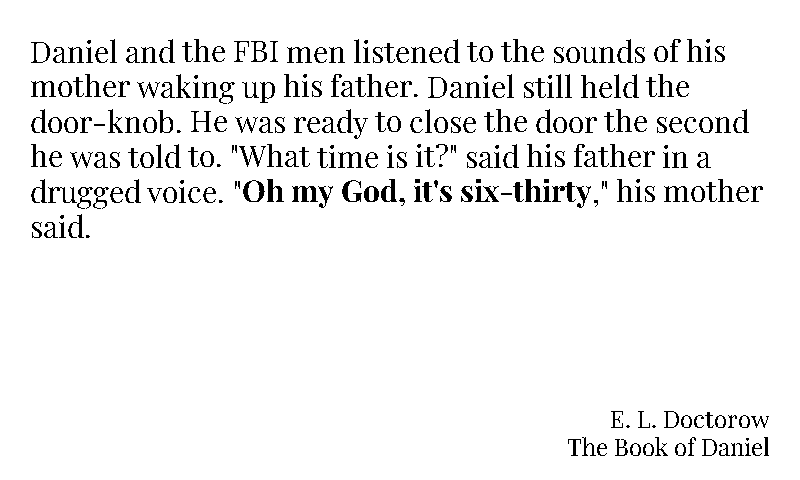 Daniel and the FBI men listened to the sounds of his
mother waking up his father. Daniel still held the
door-knob. He was ready to close the door the second
he was told to. "What time is it?" said his father in a
drugged voice. "Oh my God, it's six-thirty," his mother
said.
E. L. Doctorow
The Book of Daniel